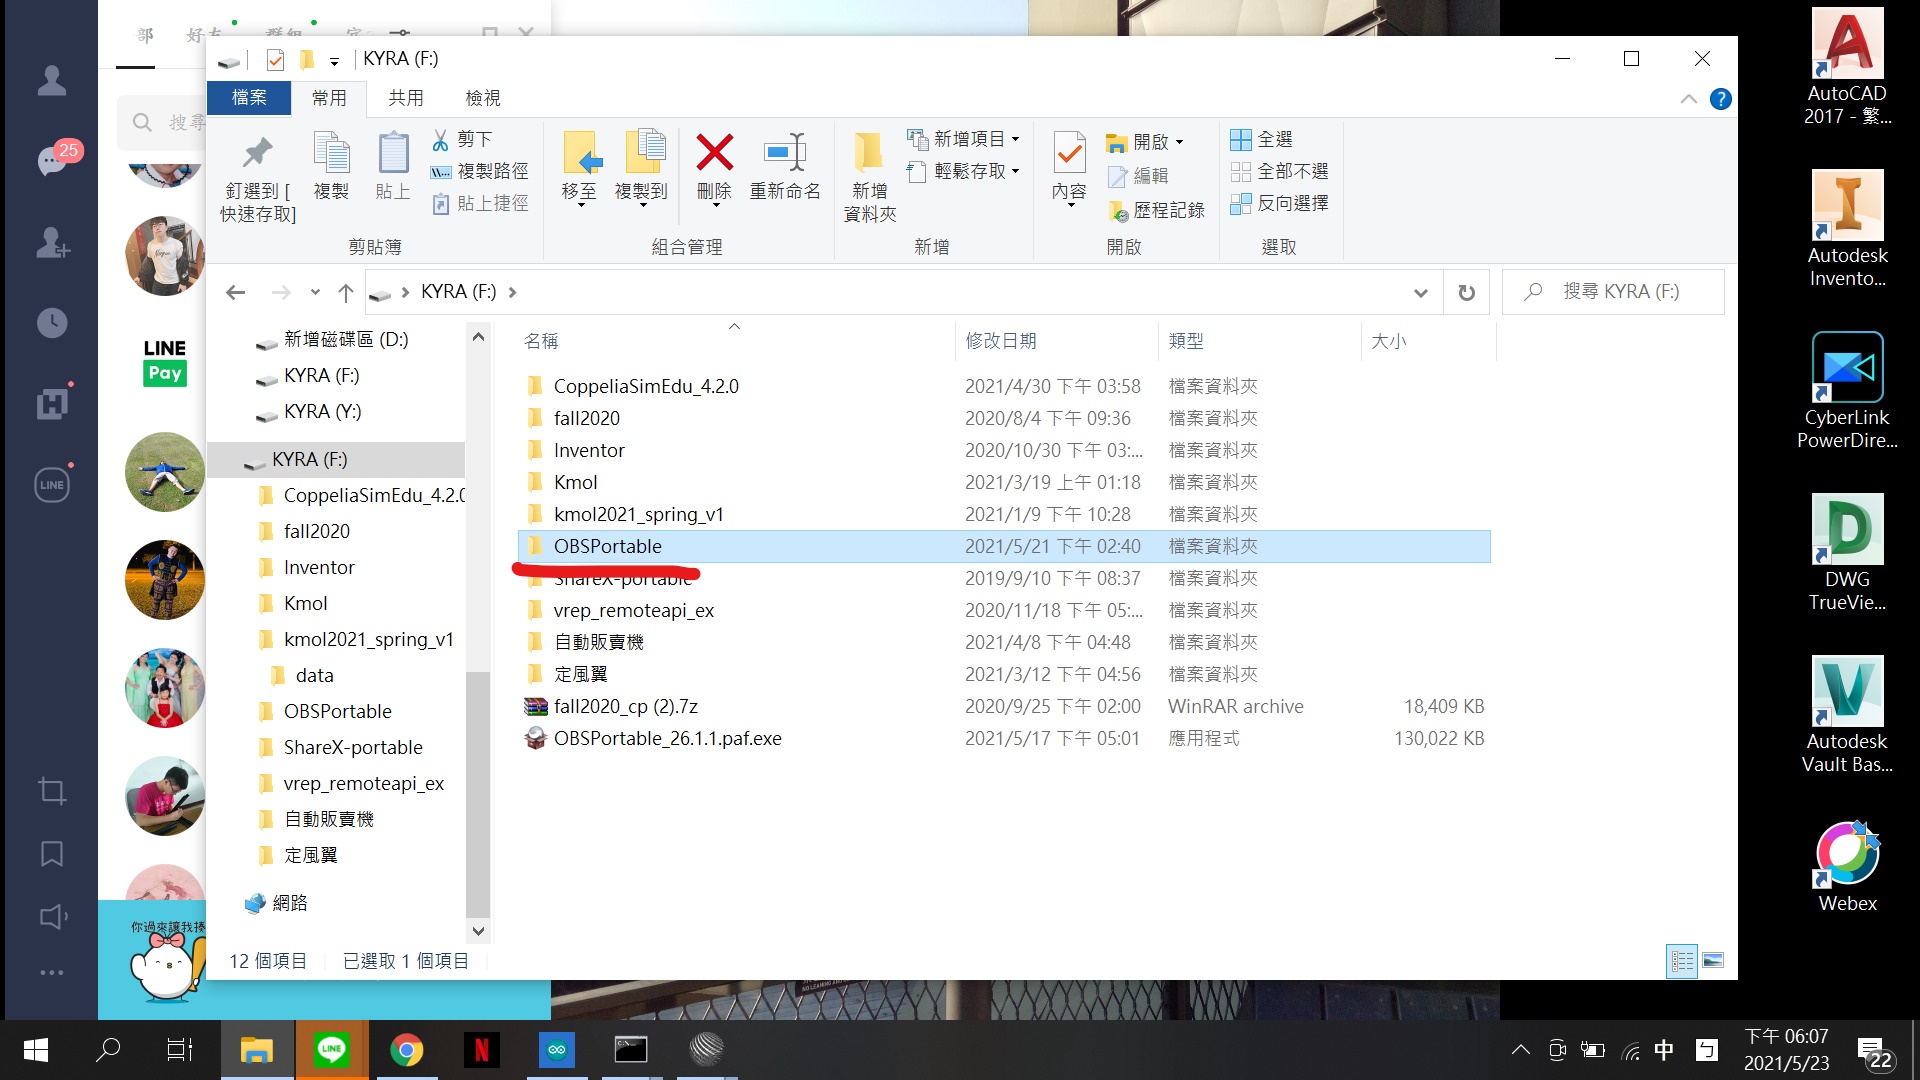 部 好友 群組
25
搜尋
LINE
Pay
LINE
你過來讓我揍
KYRA (F:)
檔案 常用 共用 檢視
釘選到 [
快速存取]
複製
貼上
剪下
複製路徑
貼上捷徑
剪貼簿
移至
複製到
刪除
重新命名
組合管理
新增
資料夾
新增項目
輕鬆存取
新增
內容
開啟
編輯
歷程記錄
開啟
全選
全部不選
反向選擇
選取
KYRA (F:)
搜尋 KYRA (F:)
新增磁碟區 (D:)
KYRA (F:)
KYRA (Y:)
KYRA (F:)
CoppeliaSimEdu_4.2.0
fall2020
Inventor
Kmol
kmol2021_spring_v1
data
OBSPortable
ShareX-portable
vrep_remoteapi_ex
自動販賣機
定風翼
網路
名稱 修改日期 類型 大小
CoppeliaSimEdu_4.2.0 2021/4/30 下午 03:58 檔案資料夾
fall2020 2020/8/4 下午 09:36 檔案資料夾
Inventor 2020/10/30 下午 03:... 檔案資料夾
Kmol 2021/3/19 上午 01:18 檔案資料夾
kmol2021_spring_v1 2021/1/9 下午 10:28 檔案資料夾
OBSPortable 2021/5/21 下午 02:40 檔案資料夾
ShareX-portable 2019/9/10 下午 08:37 檔案資料夾
vrep_remoteapi_ex 2020/11/18 下午 05:... 檔案資料夾
自動販賣機 2021/4/8 下午 04:48 檔案資料夾
定風翼 2021/3/12 下午 04:56 檔案資料夾
fall2020_cp (2).7z 2020/9/25 下午 02:00 WinRAR archive 18,409 KB
OBSPortable_26.1.1.paf.exe 2021/5/17 下午 05:01 應用程式 130,022 KB
12 個項目 已選取 1 個項目
AutoCAD
2017 - 繁...
Autodesk
Invento...
CyberLink
PowerDire...
DWG
TrueVie...
Autodesk
Vault Bas...
Webex
LINE
中
ㄅ
下午 06:07
2021/5/23
22